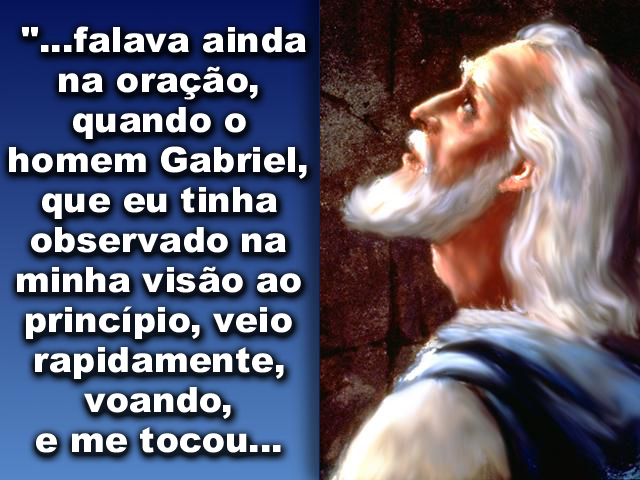 "...falava ainda
na oração,
quando o
homem Gabriel,
que eu tinha
observado na
minha visão ao
princípio, veio
rapidamente,
voando,
e me tocou...